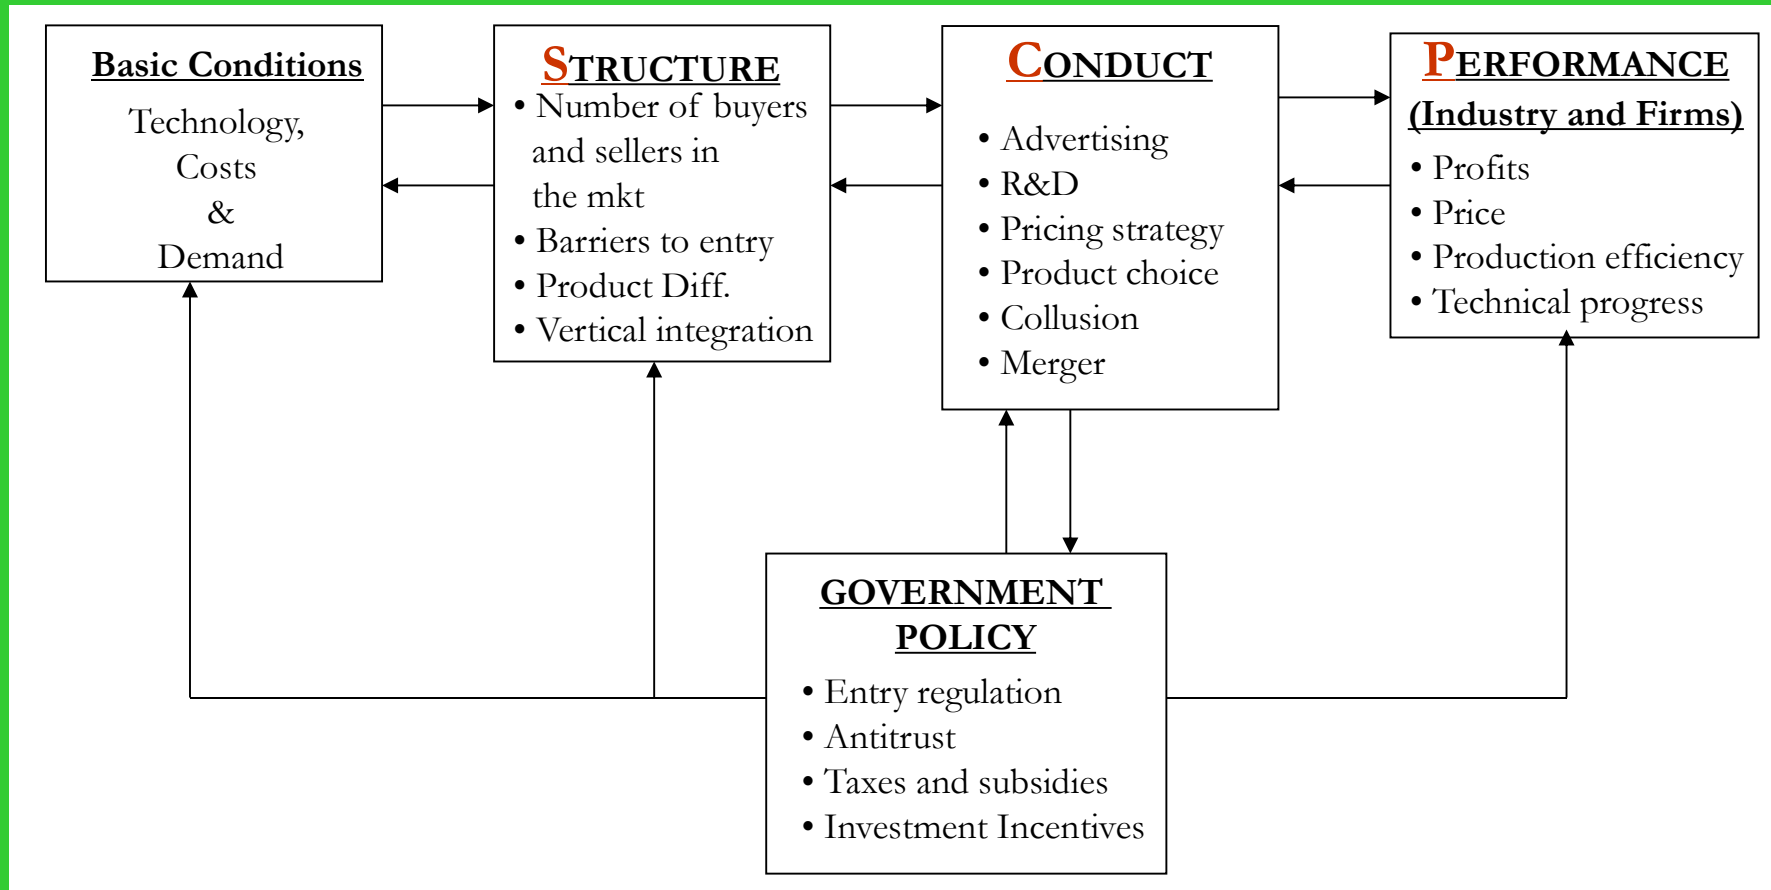 Basic Conditions
Technology,
Costs
&
Demand
STRUCTURE
• Number of buyers
and sellers in
the mkt
• Barriers to entry
• Product Diff.
• Vertical integration
CONDUCT
• Advertising
• R&D
• Pricing strategy
• Product choice
• Collusion
• Merger
PERFORMANCE
(Industry and Firms)
• Profits
• Price
• Production efficiency
• Technical progress
GOVERNMENT
POLICY
• Entry regulation
• Antitrust
• Taxes and subsidies
• Investment Incentives